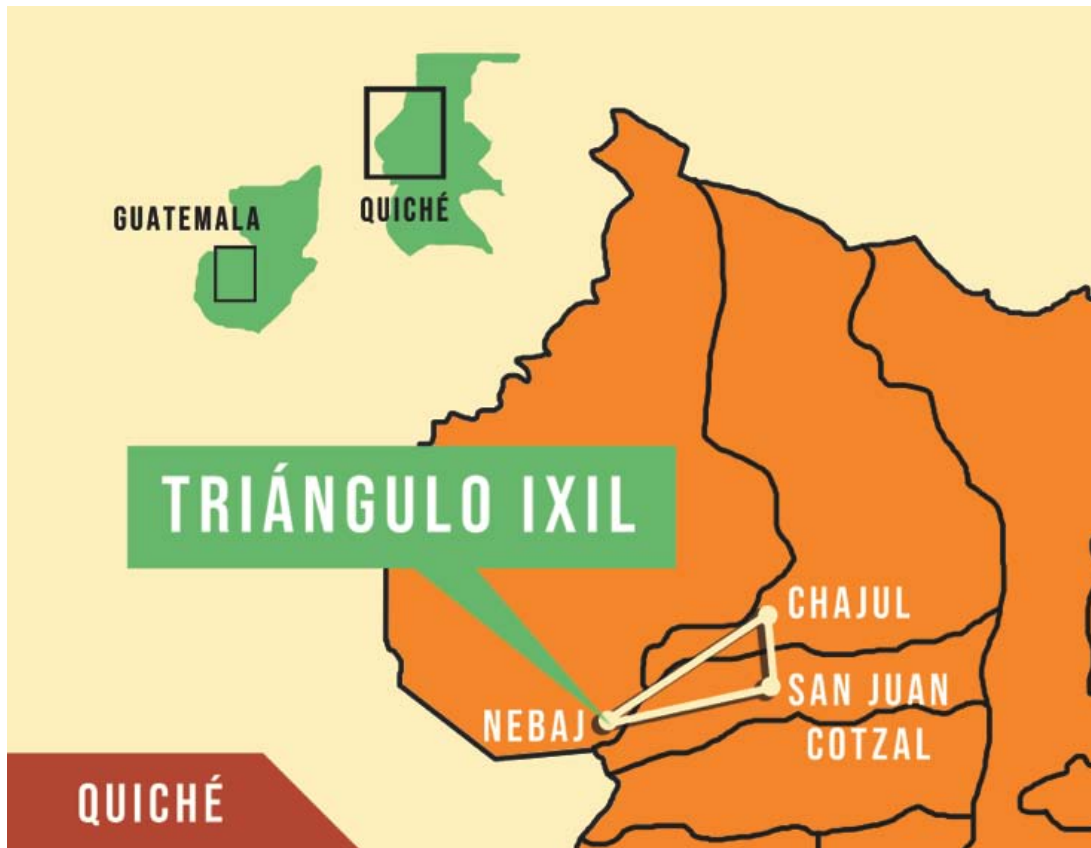 GUATEMALA
QUICHÉ
TRIÁNGULO IXIL
CHAJUL
SAN JUAN
COTZAL
NEBAJ
QUICHÉ